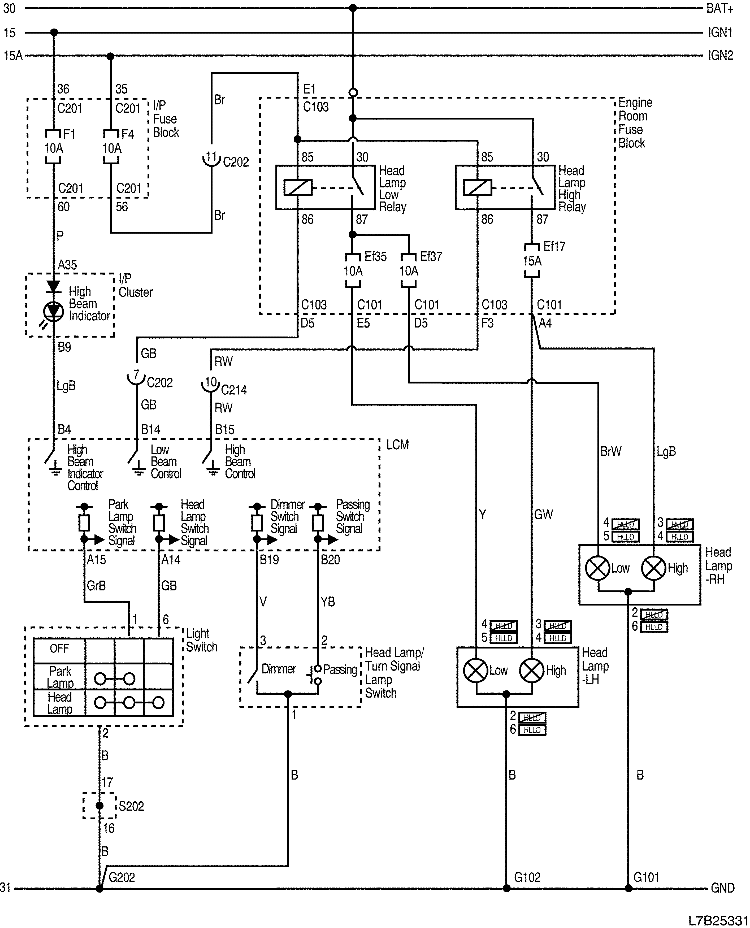 30 BAT+
15 IGN1
15A IGN2
36 35
C201 C201
I/P Fuse Block
F1 10A
F4 10A
C201 C201
60 56
Br
11 C202
Br
E1
C103
Engine Room Fuse Block
85 30
Head Lamp Low Relay
86 87
85 30
Head Lamp High Relay
86 87
Ef35 10A
Ef37 10A
Ef17 15A
C103 C101 C101 C103 C101
D5 E5 D5 F3 A4
P
A35
I/P Cluster
High Beam Indicator
B9
LgB
GB
7 C202
GB
RW
10 C214
RW
B4 B14 B15
LCM
High Beam Indicator Control
Low Beam Control
High Beam Control
Park Lamp Switch Signal
Head Lamp Switch Signal
Dimmer Switch Signal
Passing Switch Signal
A15 A14 B19 B20
GrB GB V YB
Y GW BrW LgB
1 6
Light Switch
OFF
Park Lamp
Head Lamp
2
B
17
S202
16
B
G202
3 2
Head Lamp/ Turn Signal Lamp Switch
Dimmer Passing
1
B
4 3
5 4
Head Lamp -RH
Low High
2
6
4 3
5 4
Head Lamp -LH
Low High
2
6
B B
G102 G101
31 GND
L7B25331